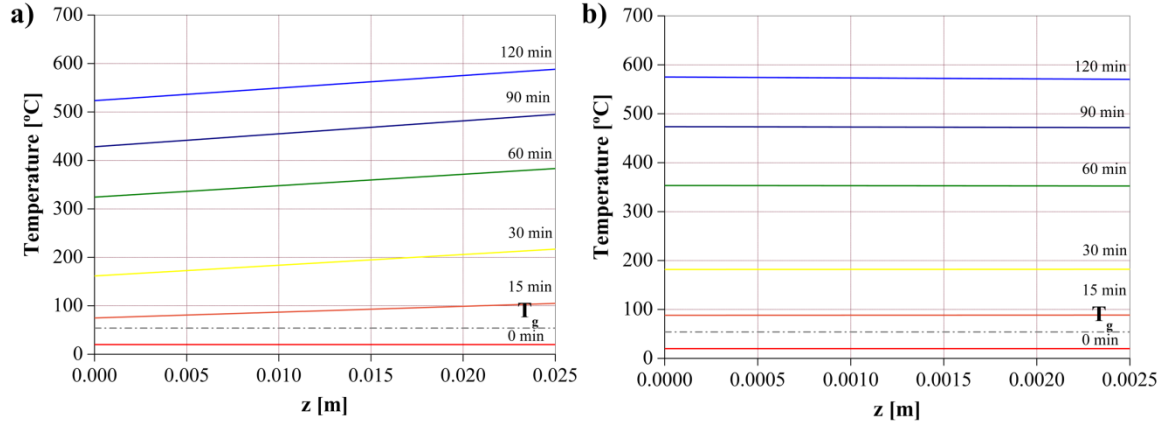 a)
Temperature [ºC]
700
600
500
400
300
200
100
0
120 min
90 min
60 min
30 min
15 min
Tg
0 min
0.000 0.005 0.010 0.015 0.020 0.025
z [m]
b)
Temperature [ºC]
700
600
500
400
300
200
100
0
120 min
90 min
60 min
30 min
15 min
Tg
0 min
0.0000 0.0005 0.0010 0.0015 0.0020 0.0025
z [m]